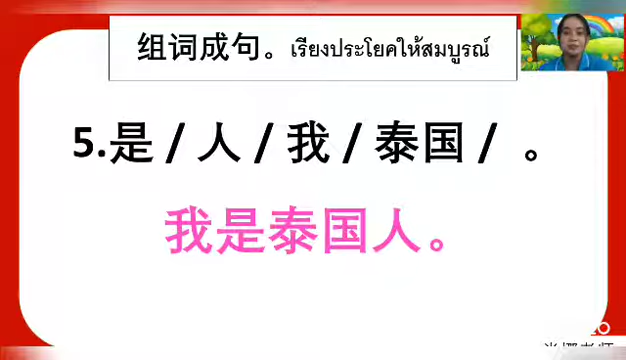 组词成句。เรียงประโยคให้สมบูรณ์
5.是 / 人 / 我 / 泰国 / 。
我是泰国人。